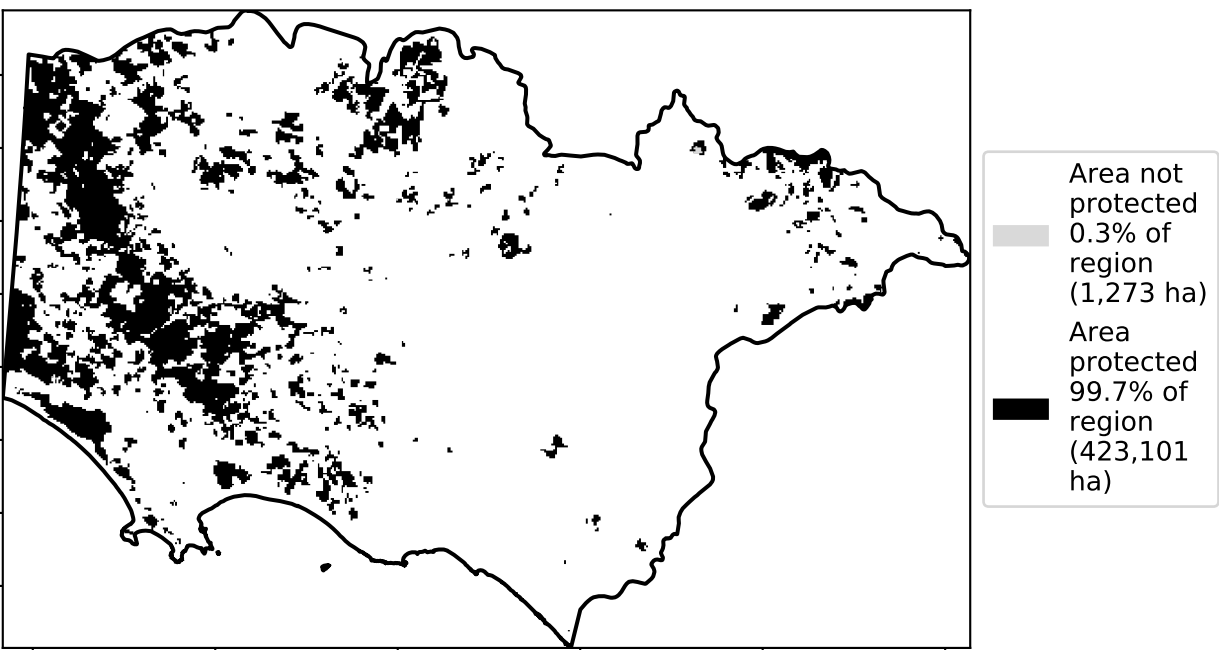 Area not
protected
0.3% of
region
(1,273 ha)
Area
protected
99.7% of
region
(423,101
ha)